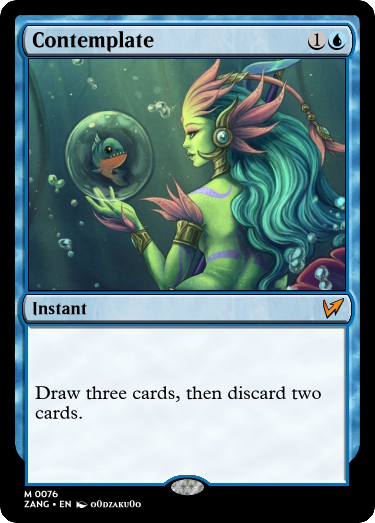 Contemplate 1
Instant
Draw three cards, then discard two
cards.
M 0076
ZANG • EN o0Dzaku0o